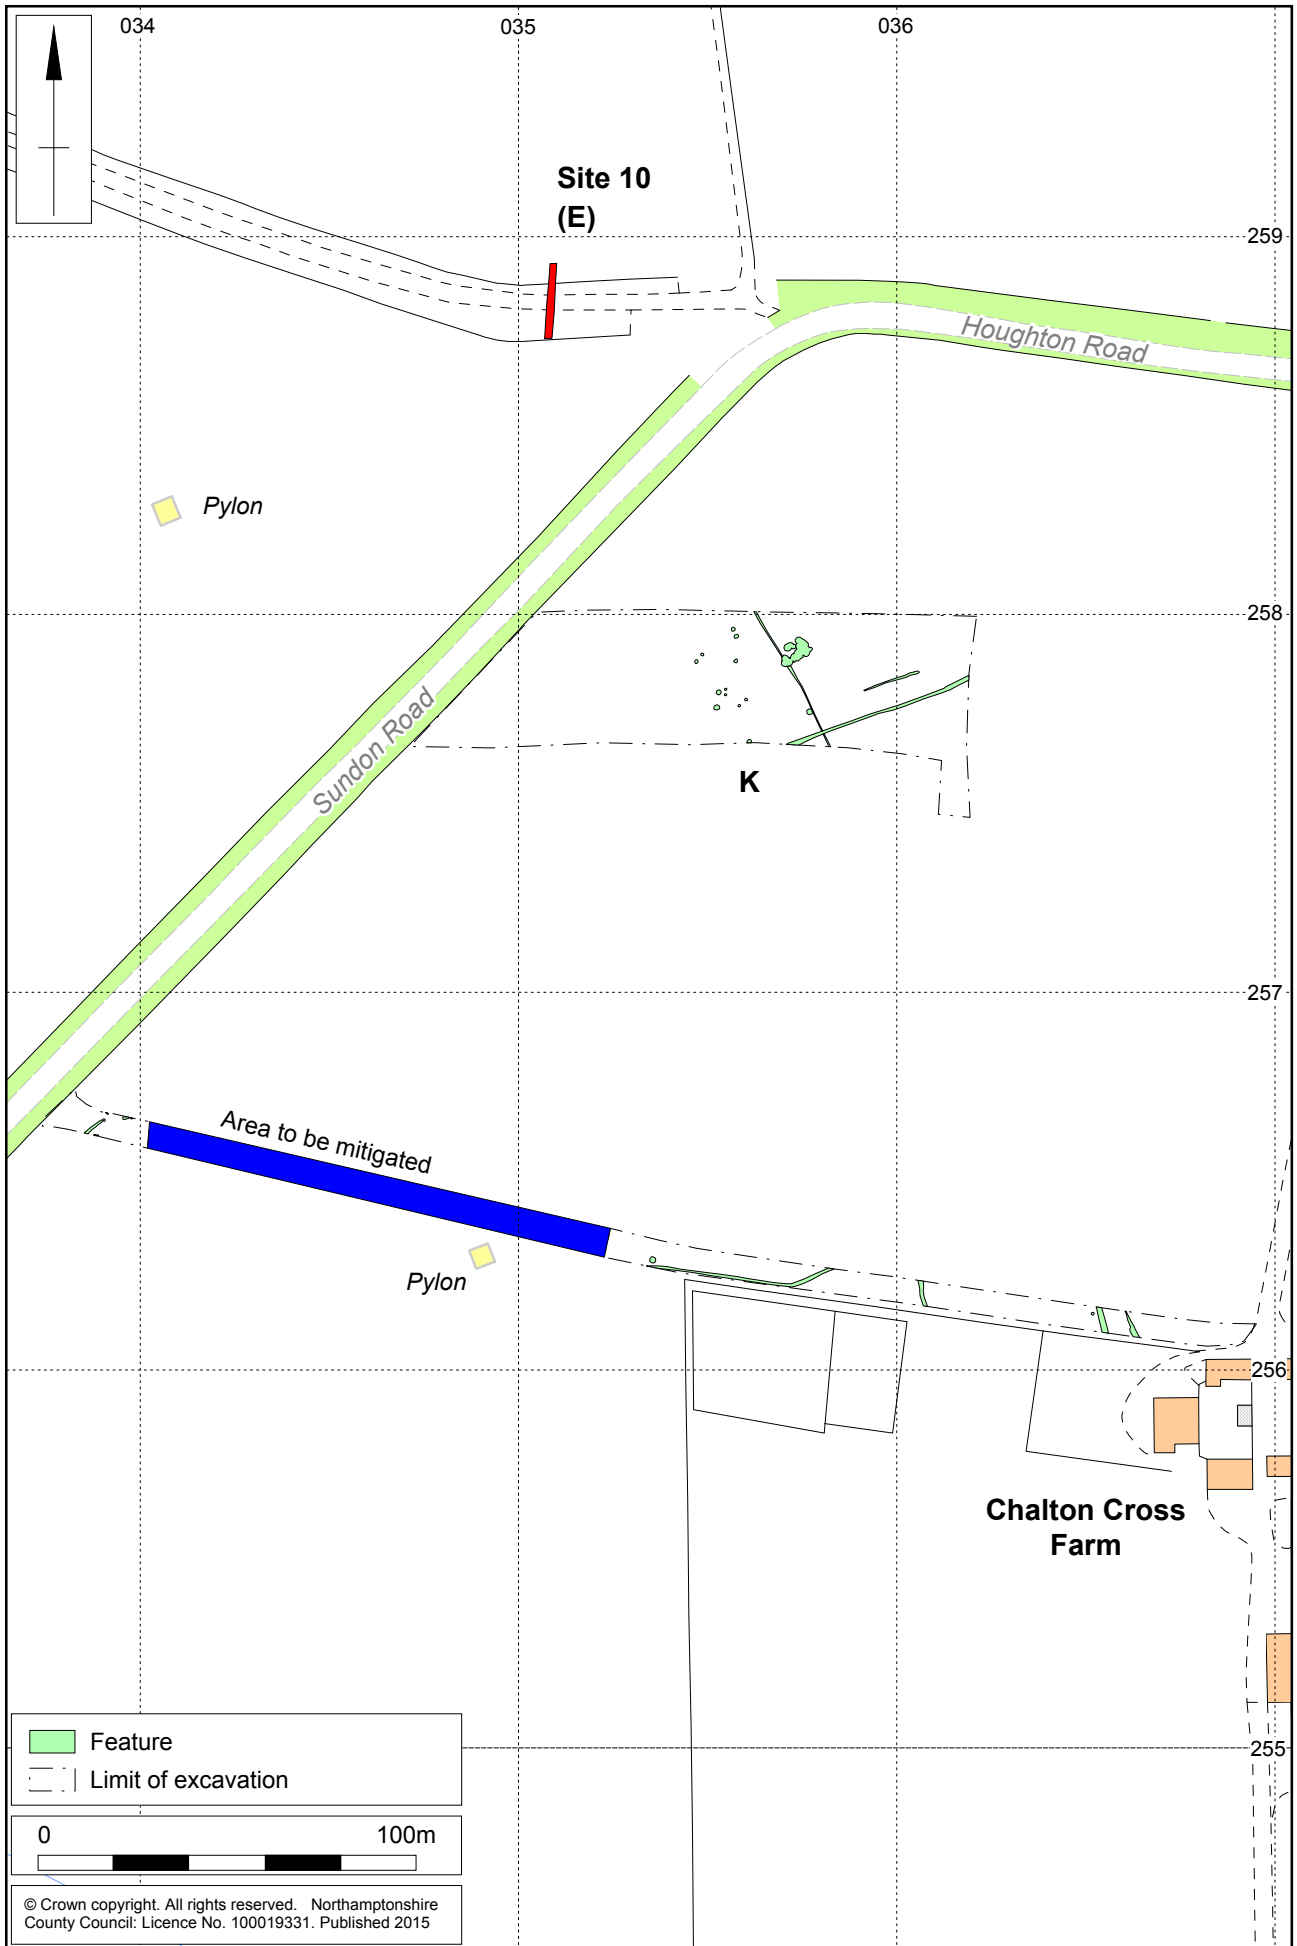 034
035
036
Site 10
(E)
259
Houghton Road
Pylon
258
Sundon Road
K
257
Area to be mitigated
Pylon
256
Chalton Cross
Farm
Feature
255
Limit of excavation
0 100m
© Crown copyright. All rights reserved. Northamptonshire
County Council: Licence No. 100019331. Published 2015